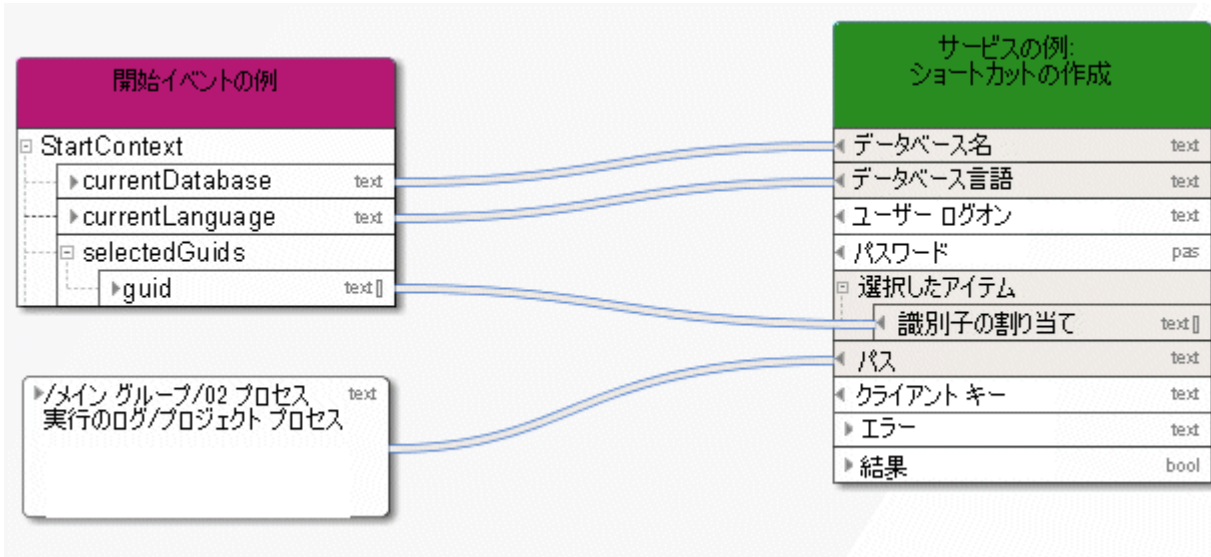 開始イベントの例
StartContext
currentDatabase text
currentLanguage text
selectedGuids
guid text[]
/メイン グループ/02 プロセス text
実行のログ/プロジェクト プロセス
サービスの例:
ショートカットの作成
データベース名 text
データベース言語 text
ユーザー ログオン text
パスワード pas
選択したアイテム
識別子の割り当て text[]
パス text
クライアント キー text
エラー text
結果 bool